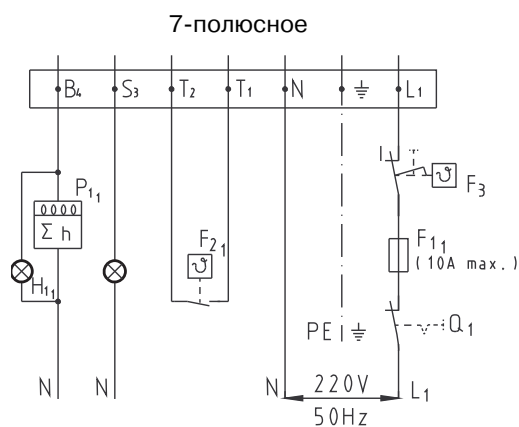 7-полюсное
B4 S3 T2 T1 N L1
P11
Σ h
H11
F21
ϑ
ϑ
F3
F11
(10A max.)
PE
Q1
N N N 220V L1
50Hz